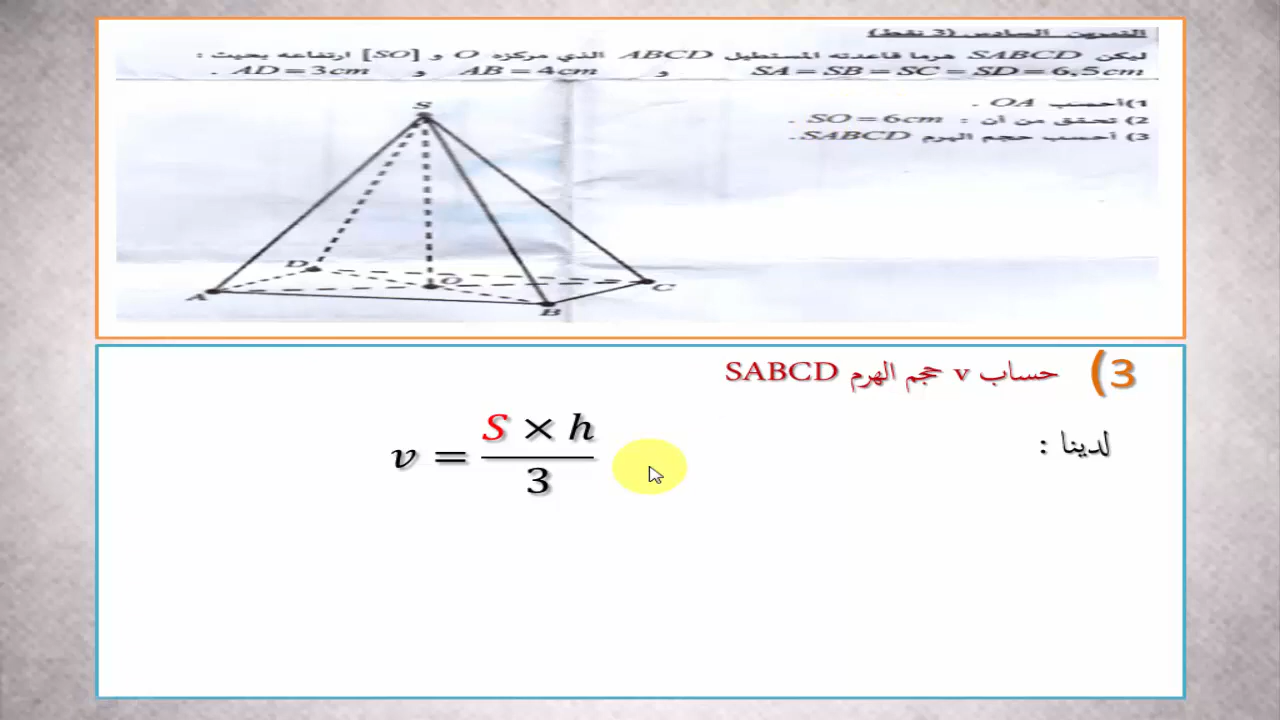 التمرين السادس (3 نقط)
ليكن SABCD هرما قاعدته المستطيل ABCD الذي مركزه O و [SO] ارتفاعه بحيث :
SA = SB = SC = SD = 6,5cm و AB = 4cm و AD = 3cm .
1) أحسب OA .
2) تحقق من أن : SO = 6cm .
3) أحسب حجم الهرم SABCD.
S
D
O
A
C
B
3) حساب v حجم الهرم SABCD
لدينا :
v = S × h / 3